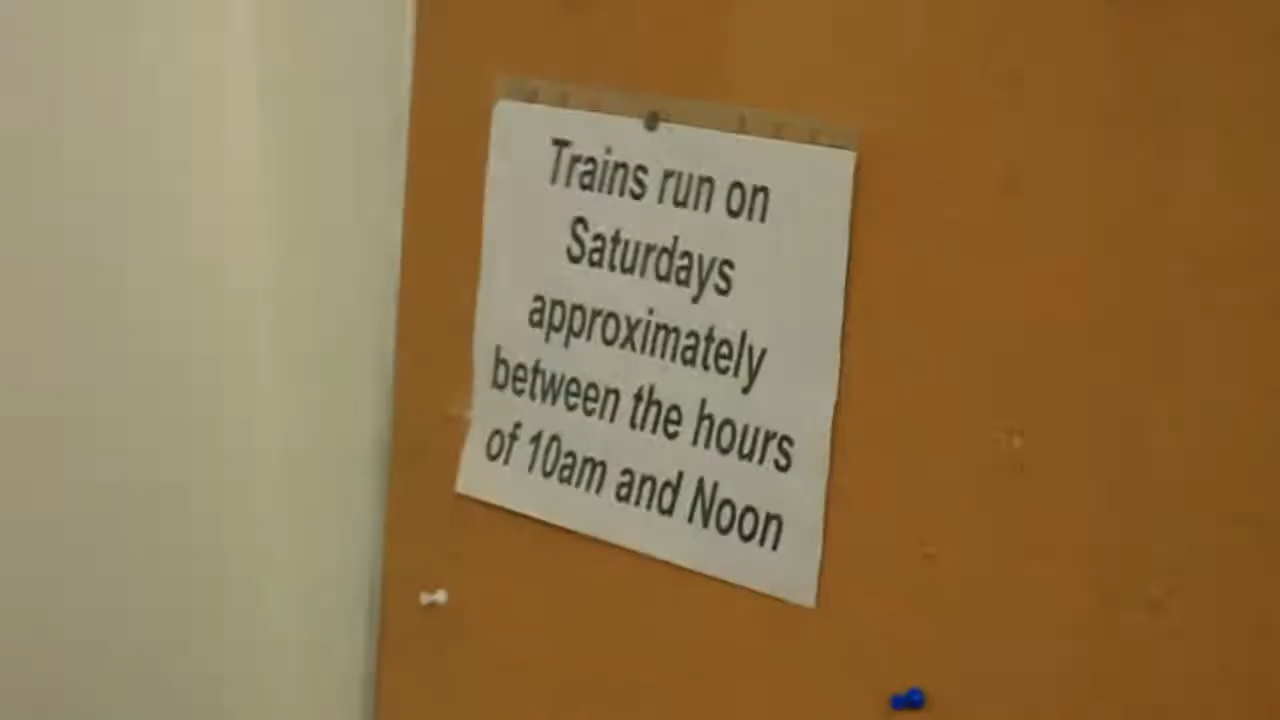 Trains run on
Saturdays
approximately
between the hours
of 10am and Noon